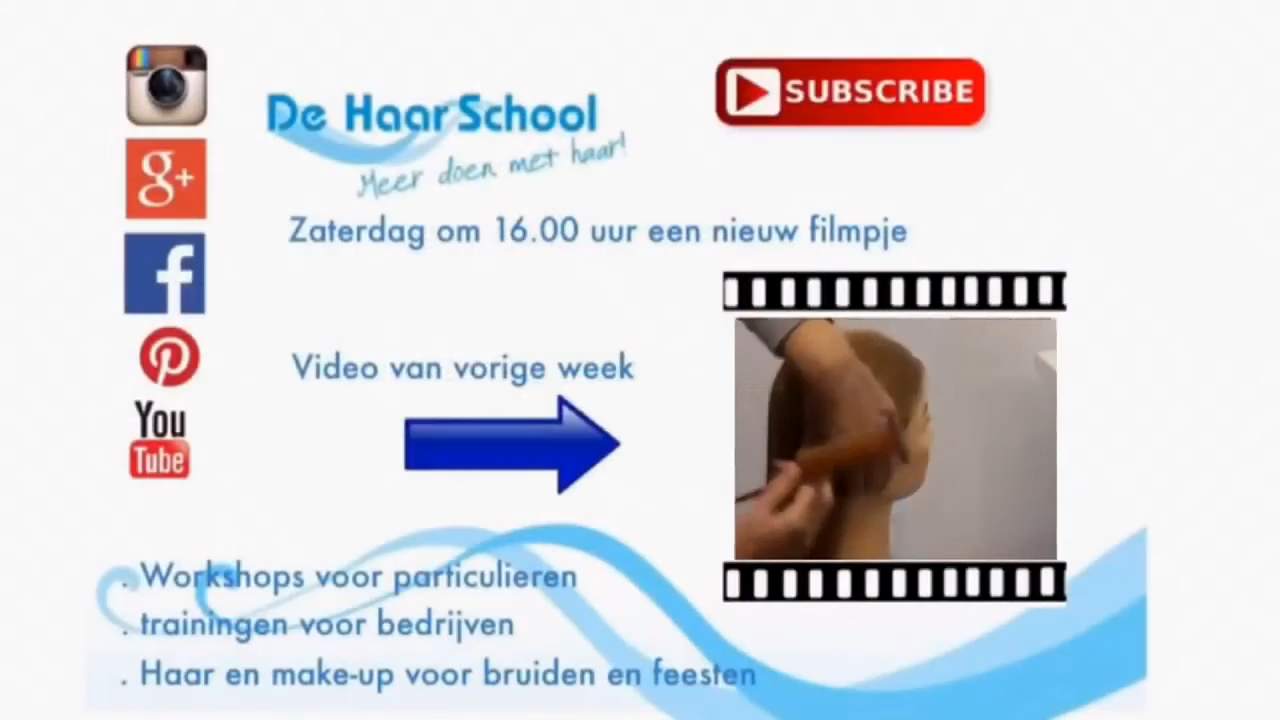 De Haar School
Meer doen met haar!
SUBSCRIBE
g+
f
Zaterdag om 16.00 uur een nieuw filmpje
Video van vorige week
You
Tube
. Workshops voor particulieren
. trainingen voor bedrijven
. Haar en make-up voor bruiden en feesten